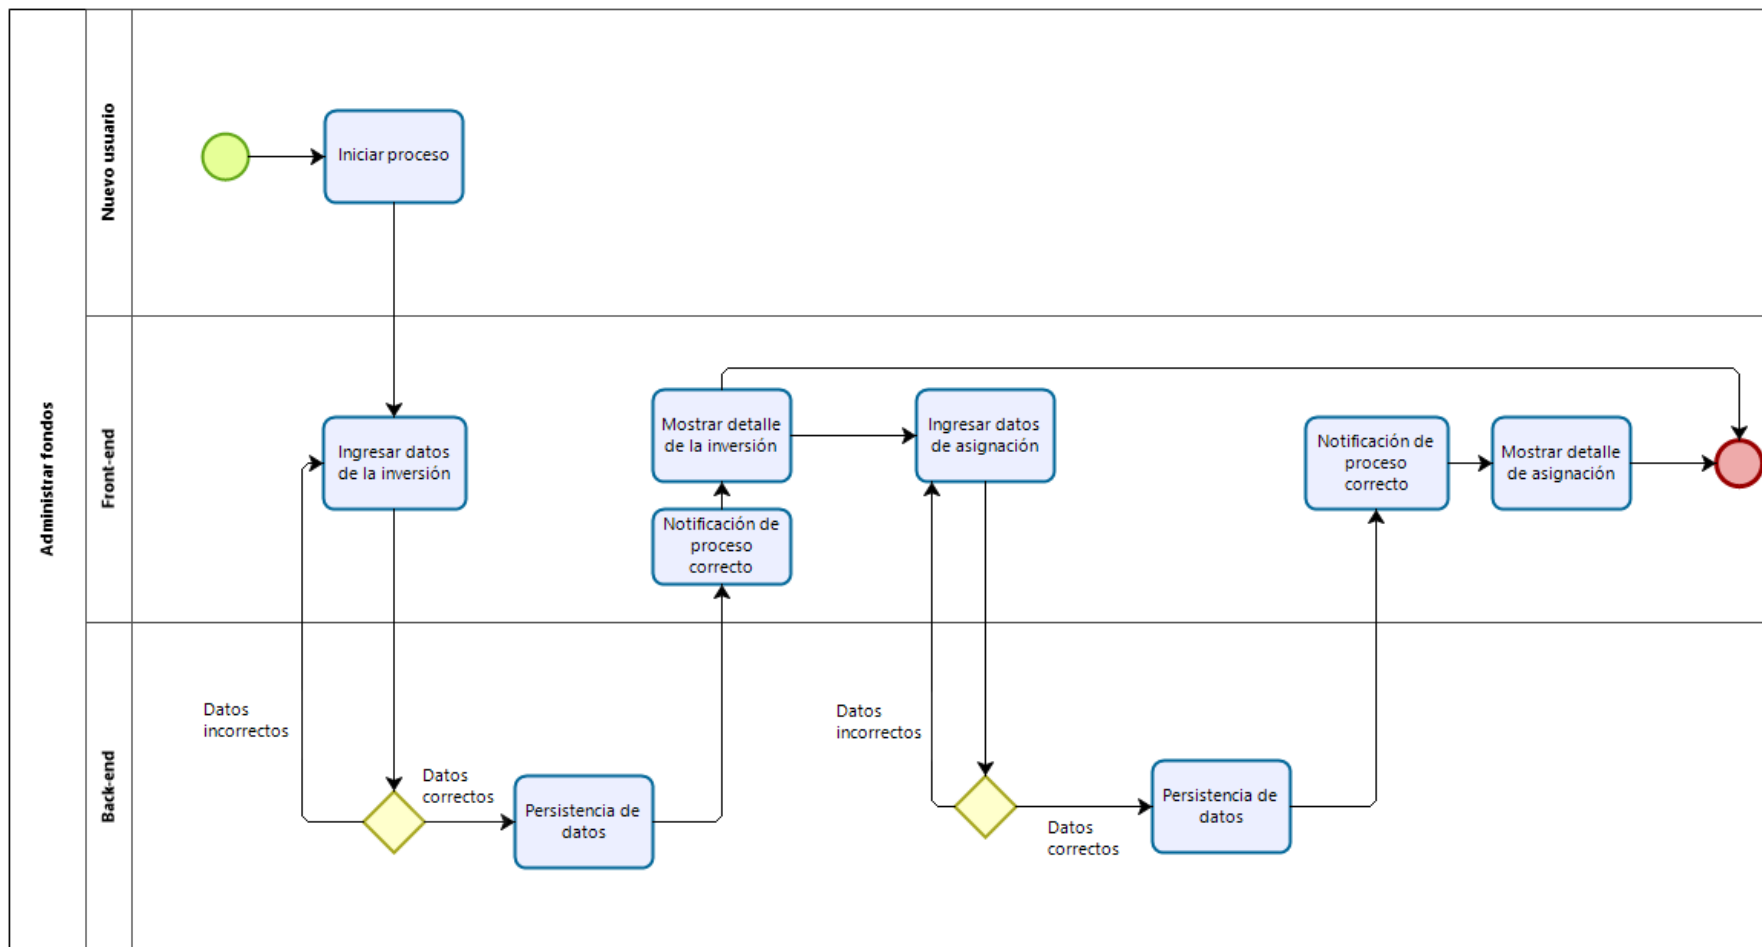 Administrar fondos
Nuevo usuario
Iniciar proceso
Front-end
Ingresar datos
de la inversión
Mostrar detalle
de la inversión
Notificación de
proceso
correcto
Ingresar datos
de asignación
Notificación de
proceso
correcto
Mostrar detalle
de asignación
Back-end
Datos
incorrectos
Datos
correctos
Persistencia de
datos
Datos
incorrectos
Datos
correctos
Persistencia de
datos